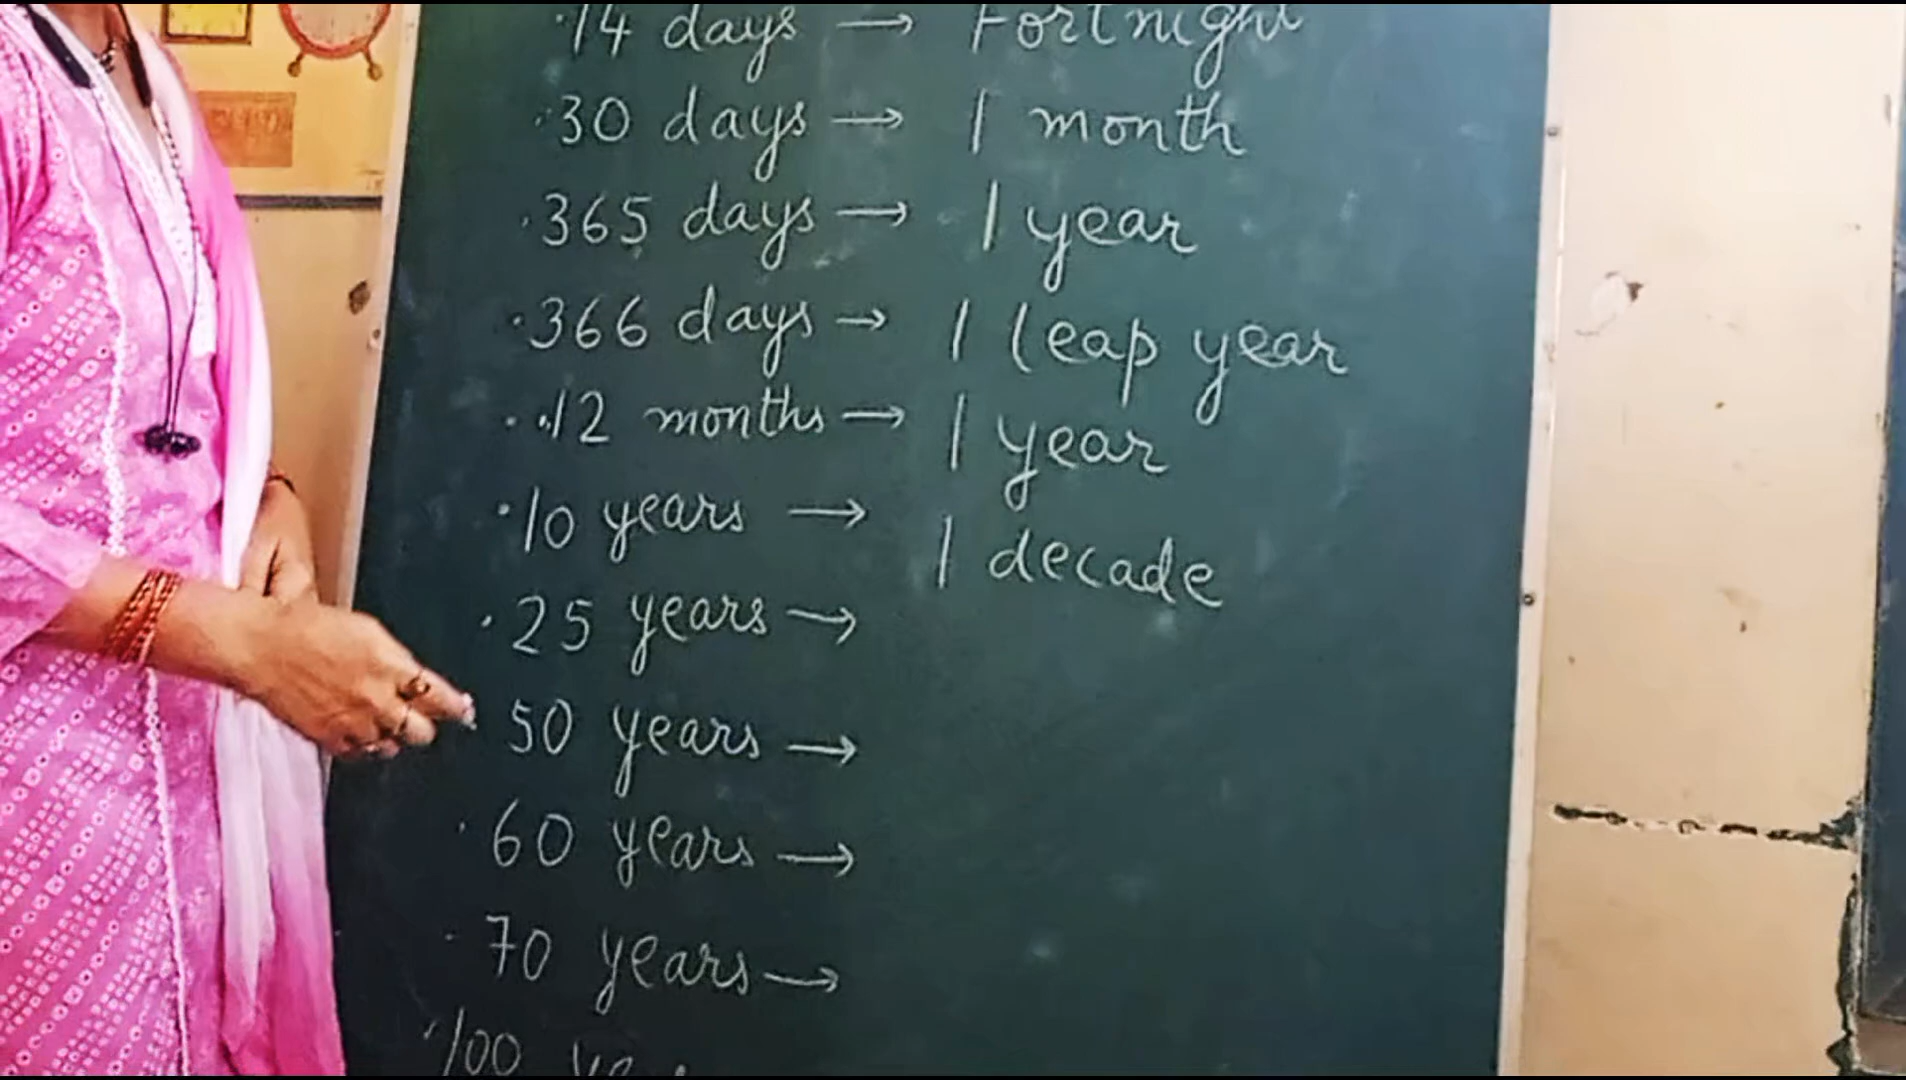 14 days → Fortnight
30 days → 1 month
365 days → 1 year
366 days → 1 leap year
12 months → 1 year
10 years → 1 decade
25 years →
50 years →
60 years →
70 years →
100